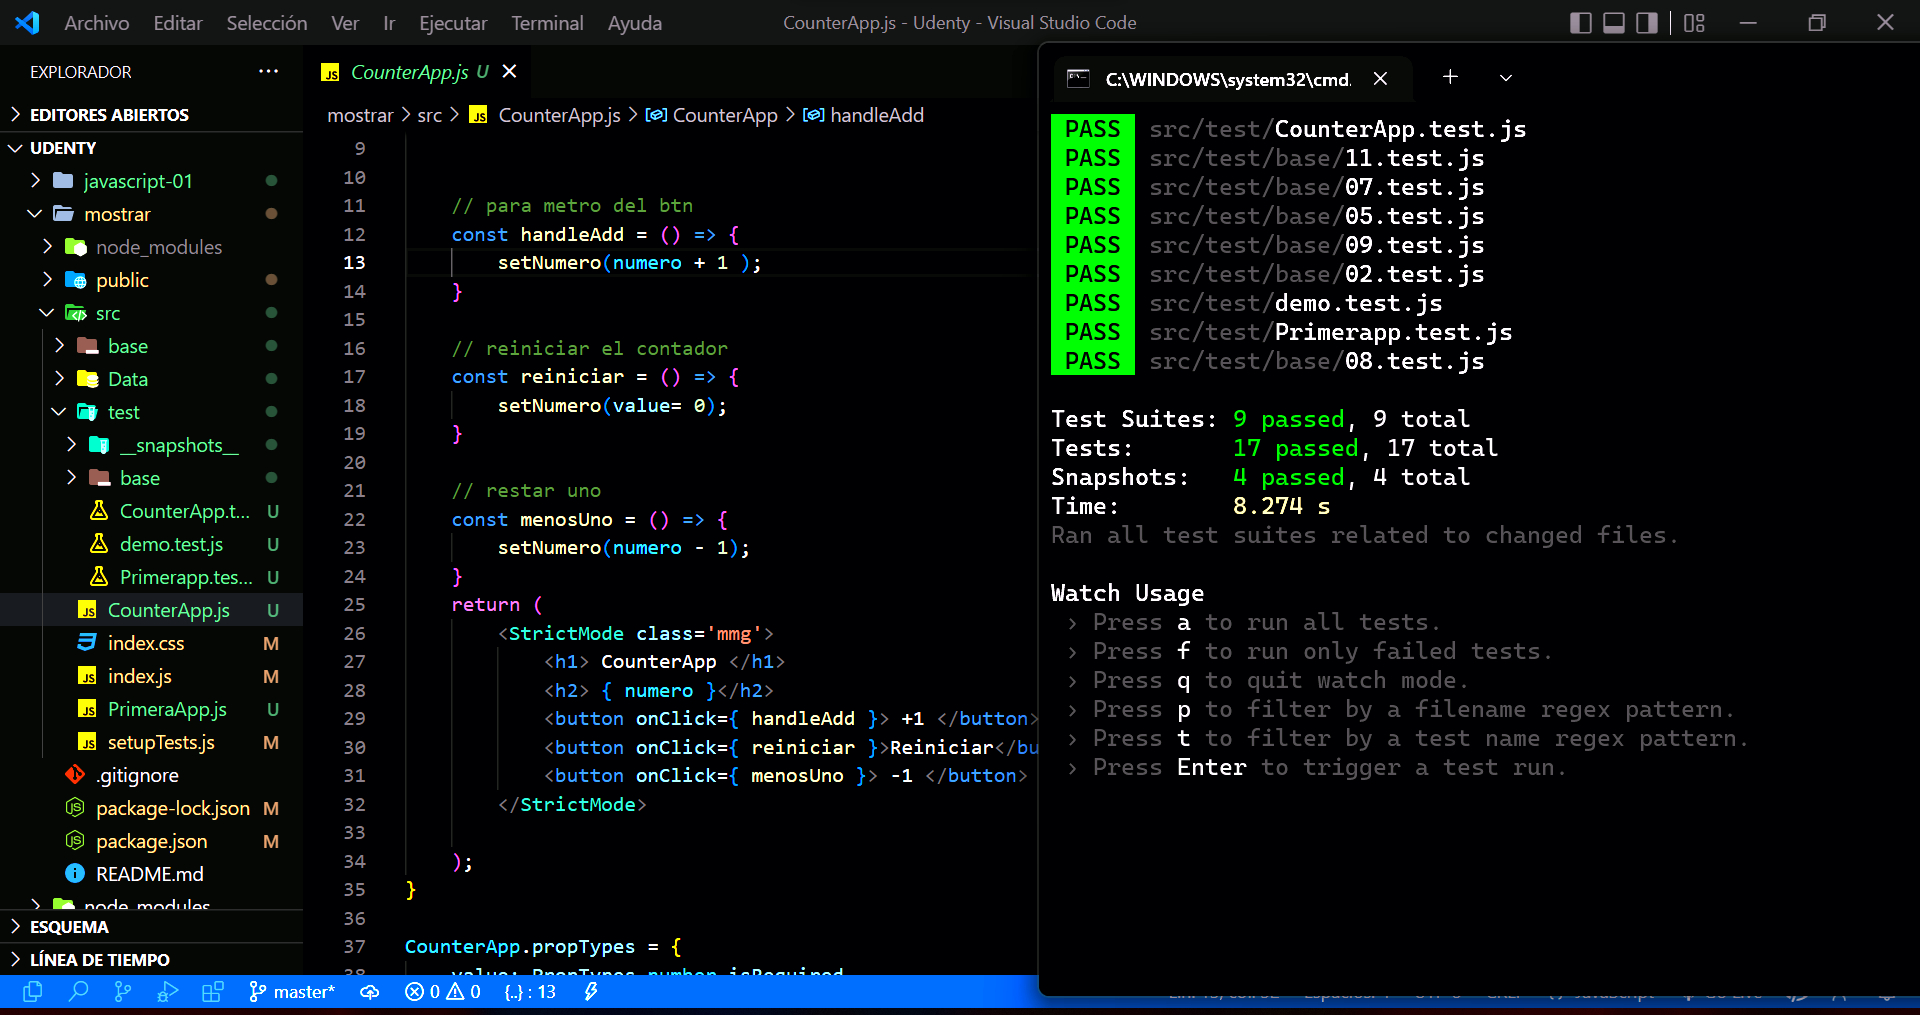 Archivo Editar Selección Ver Ir Ejecutar Terminal Ayuda
CounterApp.js - Udenty - Visual Studio Code
EXPLORADOR
EDITORES ABIERTOS
UDENTY
javascript-01
mostrar
node_modules
public
src
base
Data
test
__snapshots__
base
CounterApp.t... U
demo.test.js U
Primerapp.tes... U
JS CounterApp.js U
index.css M
JS index.js M
JS PrimeraApp.js U
JS setupTests.js M
.gitignore
package-lock.json M
package.json M
README.md
node_modules
ESQUEMA
LÍNEA DE TIEMPO
JS CounterApp.js U
mostrar > src > JS CounterApp.js > CounterApp > handleAdd
9
10
11 // para metro del btn
12 const handleAdd = () => {
13 setNumero(numero + 1 );
14 }
15
16 // reiniciar el contador
17 const reiniciar = () => {
18 setNumero(value= 0);
19 }
20
21 // restar uno
22 const menosUno = () => {
23 setNumero(numero - 1);
24 }
25 return (
26 <StrictMode class='mmg'>
27 <h1> CounterApp </h1>
28 <h2> { numero }</h2>
29 <button onClick={ handleAdd }> +1 </button>
30 <button onClick={ reiniciar }>Reiniciar</bu
31 <button onClick={ menosUno }> -1 </button>
32 </StrictMode>
33
34 );
35 }
36
37 CounterApp.propTypes = {
38 value: PropTypes.number.isRequired
C:\WINDOWS\system32\cmd.
PASS src/test/CounterApp.test.js
PASS src/test/base/11.test.js
PASS src/test/base/07.test.js
PASS src/test/base/05.test.js
PASS src/test/base/09.test.js
PASS src/test/base/02.test.js
PASS src/test/demo.test.js
PASS src/test/Primerapp.test.js
PASS src/test/base/08.test.js
Test Suites: 9 passed, 9 total
Tests: 17 passed, 17 total
Snapshots: 4 passed, 4 total
Time: 8.274 s
Ran all test suites related to changed files.
Watch Usage
› Press a to run all tests.
› Press f to run only failed tests.
› Press q to quit watch mode.
› Press p to filter by a filename regex pattern.
› Press t to filter by a test name regex pattern.
› Press Enter to trigger a test run.
master* 0 0 {..} : 13